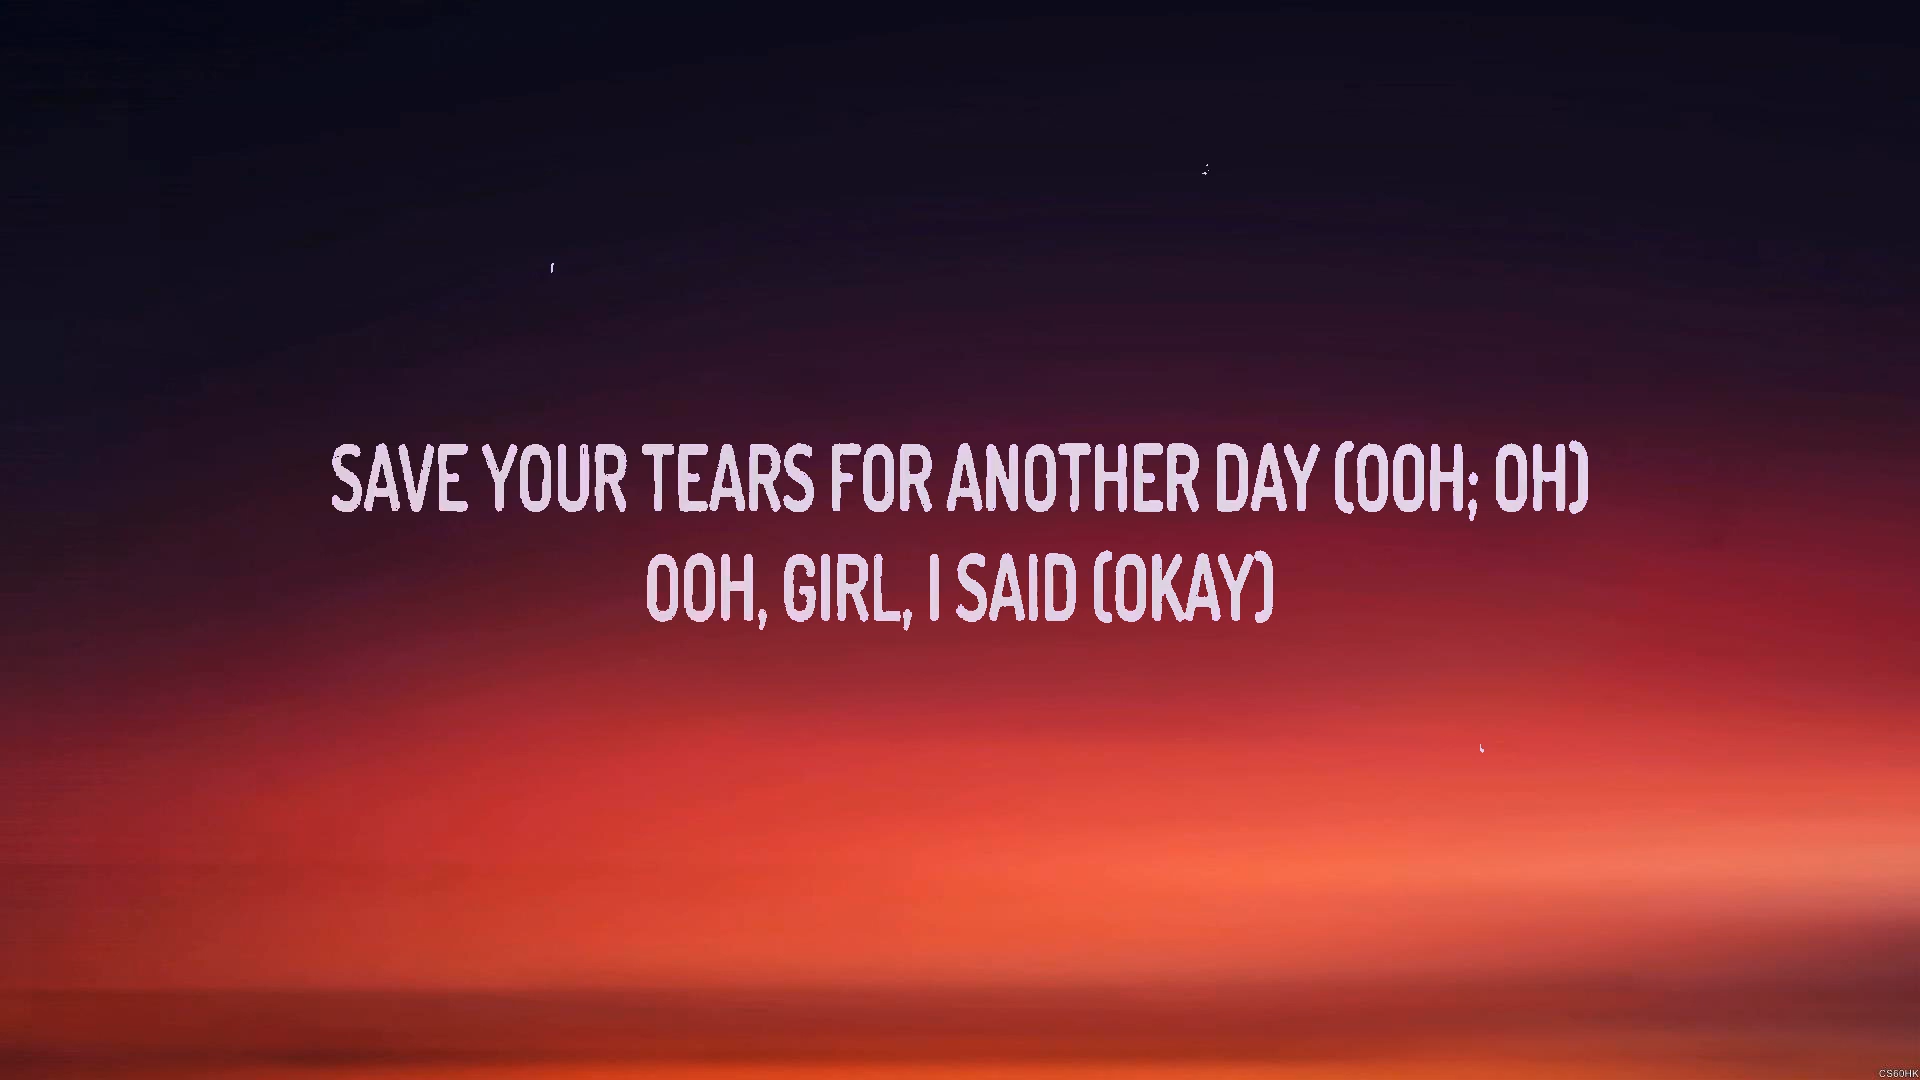 SAVE YOUR TEARS FOR ANOTHER DAY (OOH; OH)
OOH, GIRL, I SAID (OKAY)
CS60HK